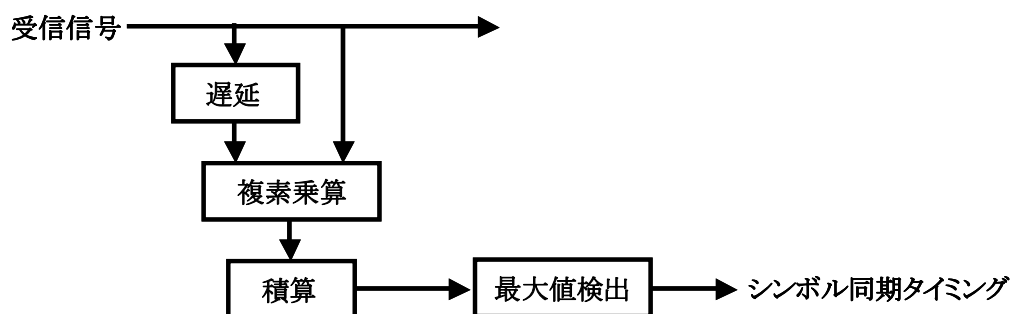 受信信号
遅延
複素乗算
積算
最大値検出
シンボル同期タイミング